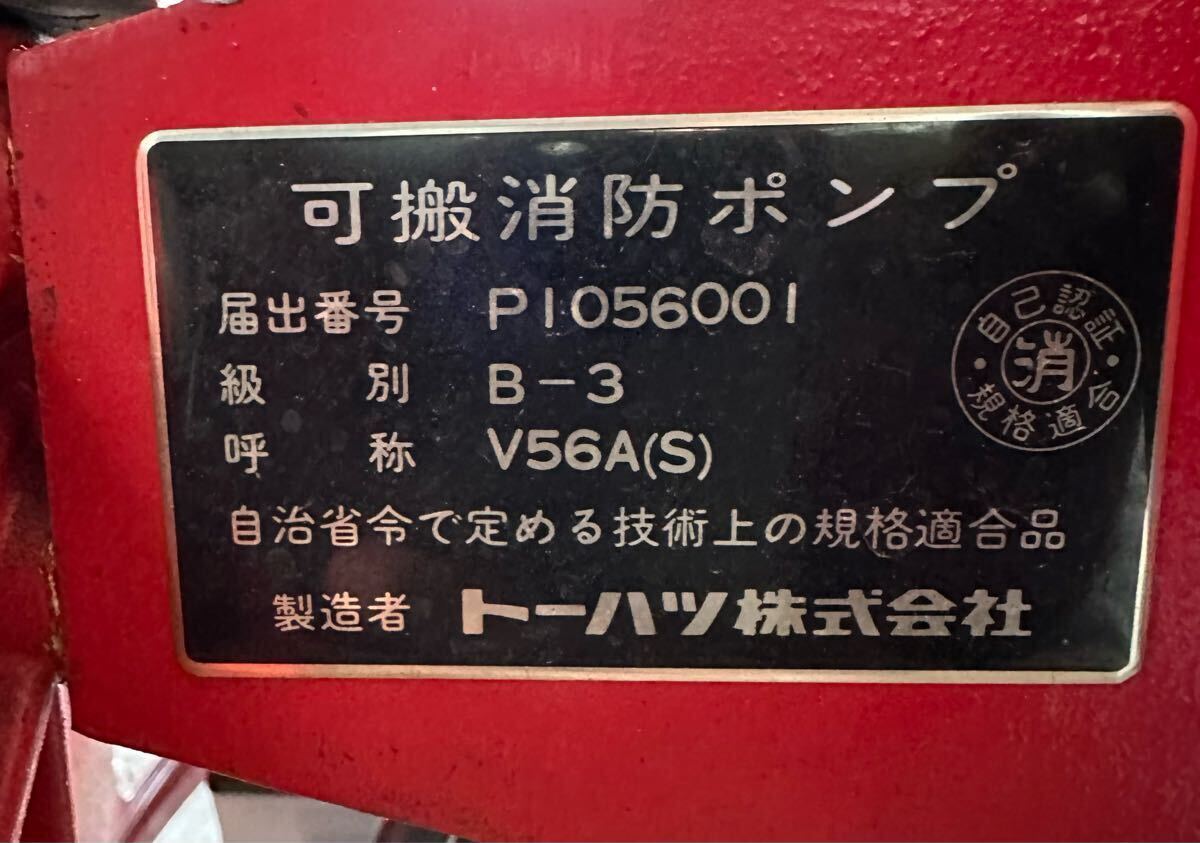 可搬消防ポンプ
届出番号 P1056001
級別 B-3
呼称 V56A(S)
自治省令で定める技術上の規格適合品
製造者 トーハツ株式会社
自己認証
消
規格適合